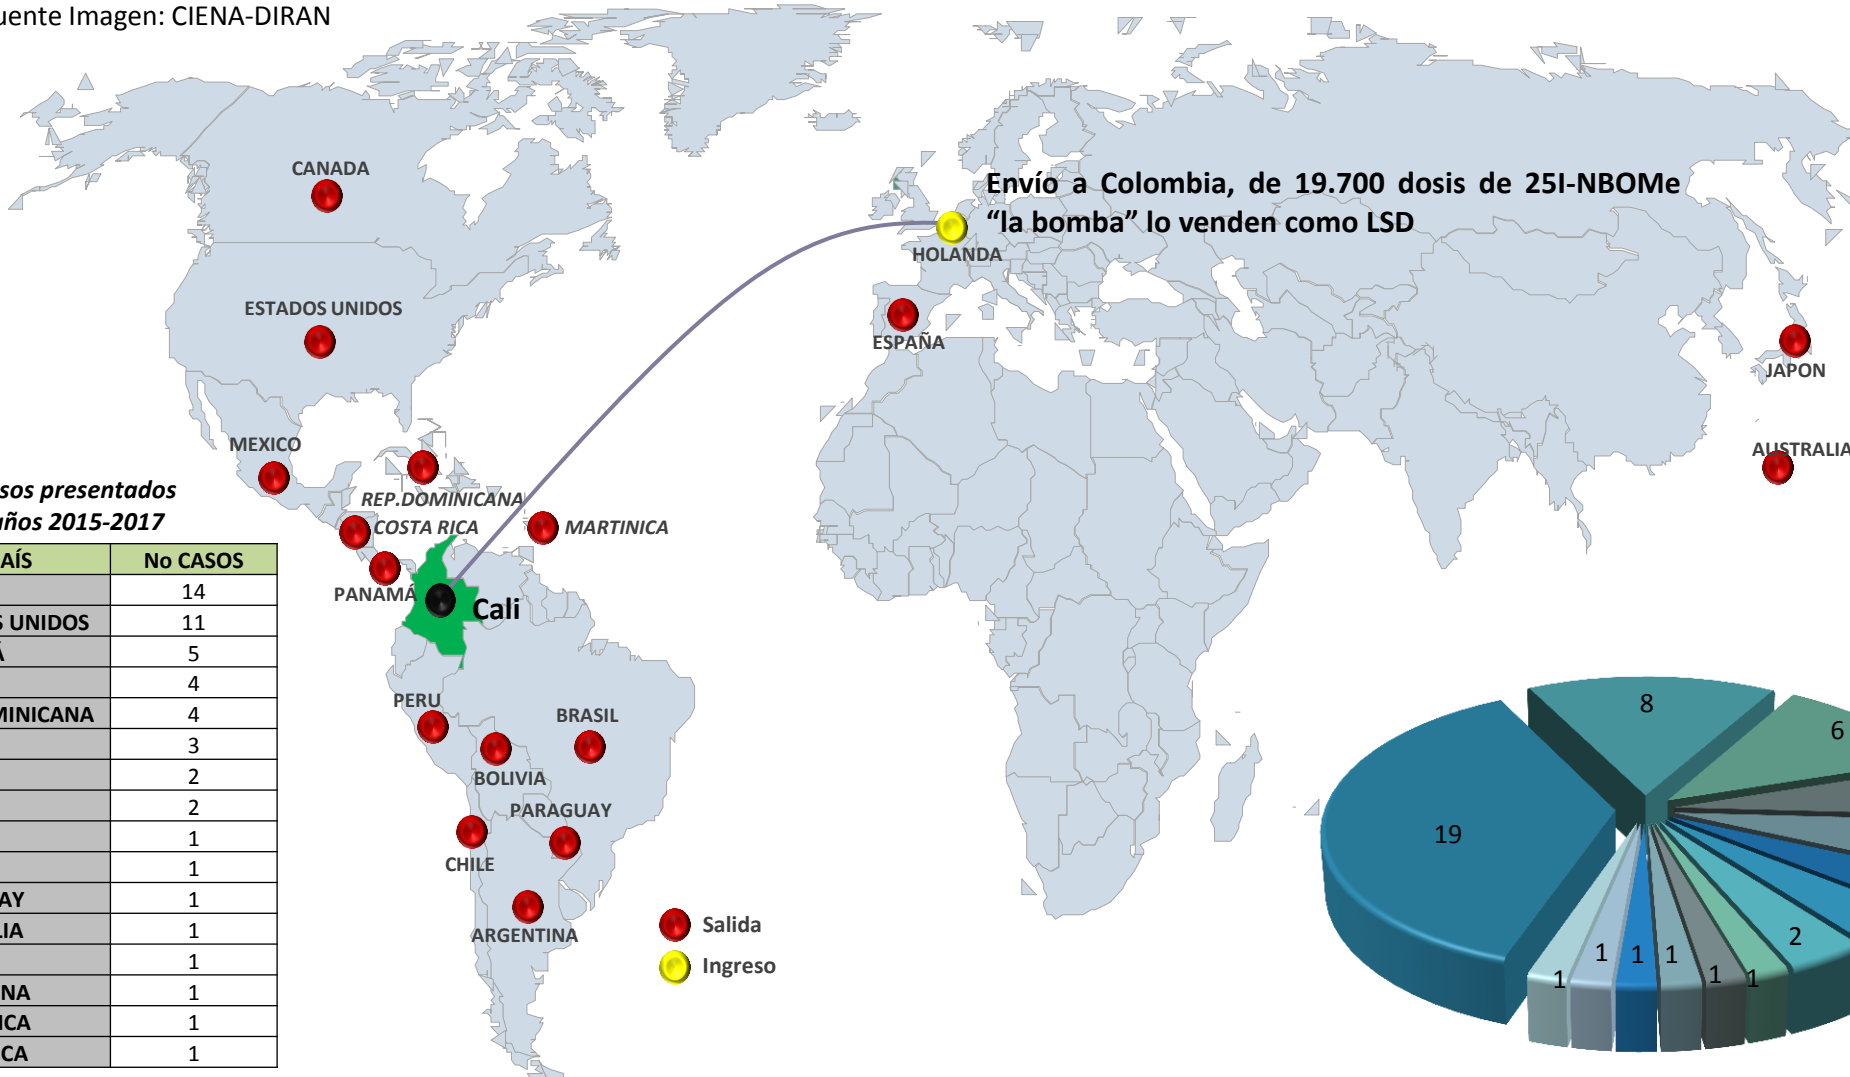 uente Imagen: CIENA-DIRAN
CANADA
Envío a Colombia, de 19.700 dosis de 25I-NBOMe
“la bomba” lo venden como LSD
HOLANDA
ESTADOS UNIDOS
ESPAÑA
JAPON
MEXICO
AUSTRALIA
REP.DOMINICANA
COSTA RICA
MARTINICA
PANAMÁ
Cali
sos presentados
años 2015-2017
AÍS No CASOS
14
S UNIDOS 11
Á 5
4
MINICANA 4
3
2
2
1
1
AY 1
LIA 1
1
NA 1
ICA 1
CA 1
PERU
BRASIL
BOLIVIA
PARAGUAY
CHILE
ARGENTINA
Salida
Ingreso
8
6
19
2
1
1
1
1
1
1